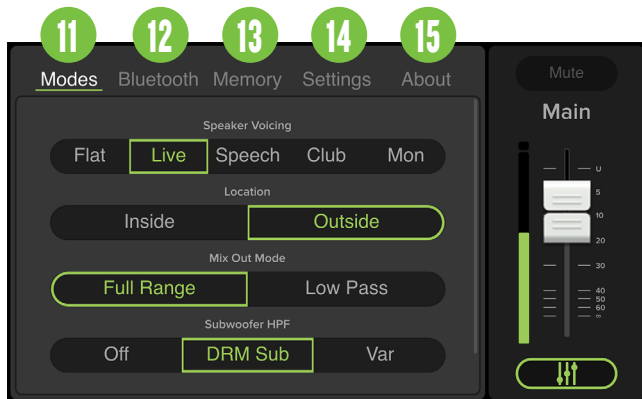 11 12 13 14 15
Modes Bluetooth Memory Settings About
Speaker Voicing
Flat Live Speech Club Mon
Location
Inside Outside
Mix Out Mode
Full Range Low Pass
Subwoofer HPF
Off DRM Sub Var
Mute
Main
U
5
10
20
30
40
50
60
∞